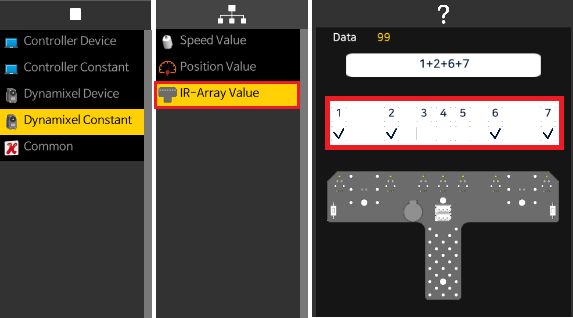 Controller Device
Controller Constant
Dynamixel Device
Dynamixel Constant
Common
Speed Value
Position Value
IR-Array Value
?
Data 99
1+2+6+7
1 2 3 4 5 6 7